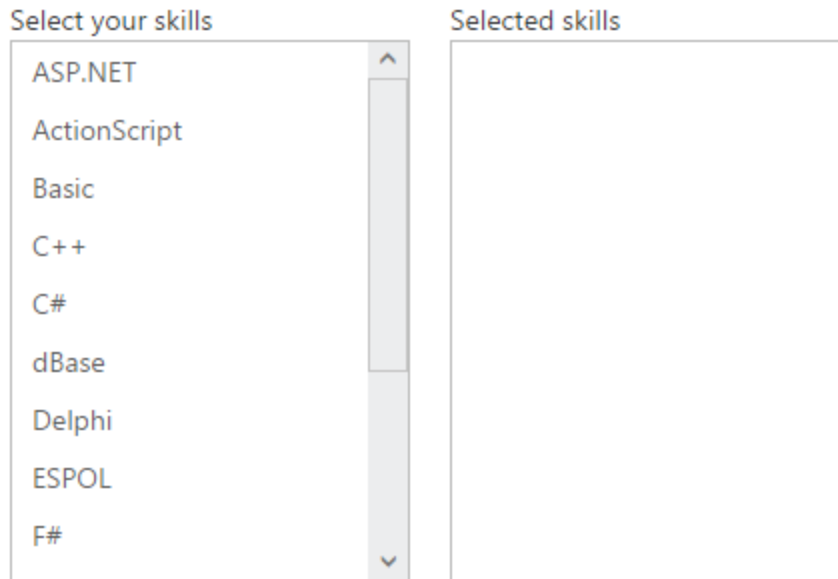 Select your skills
Selected skills
ASP.NET
ActionScript
Basic
C++
C#
dBase
Delphi
ESPOL
F#